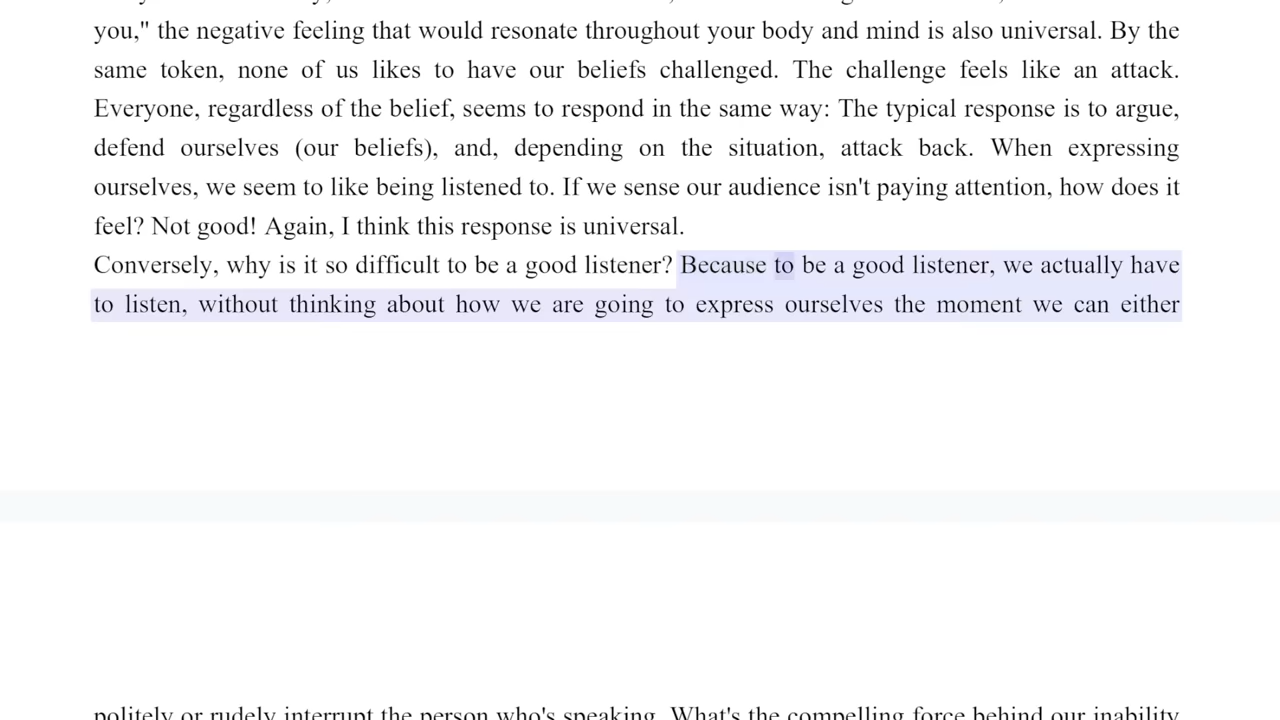 you," the negative feeling that would resonate throughout your body and mind is also universal. By the
same token, none of us likes to have our beliefs challenged. The challenge feels like an attack.
Everyone, regardless of the belief, seems to respond in the same way: The typical response is to argue,
defend ourselves (our beliefs), and, depending on the situation, attack back. When expressing
ourselves, we seem to like being listened to. If we sense our audience isn't paying attention, how does it
feel? Not good! Again, I think this response is universal.
Conversely, why is it so difficult to be a good listener? Because to be a good listener, we actually have
to listen, without thinking about how we are going to express ourselves the moment we can either
politely or rudely interrupt the person who's speaking. What's the compelling force behind our inability